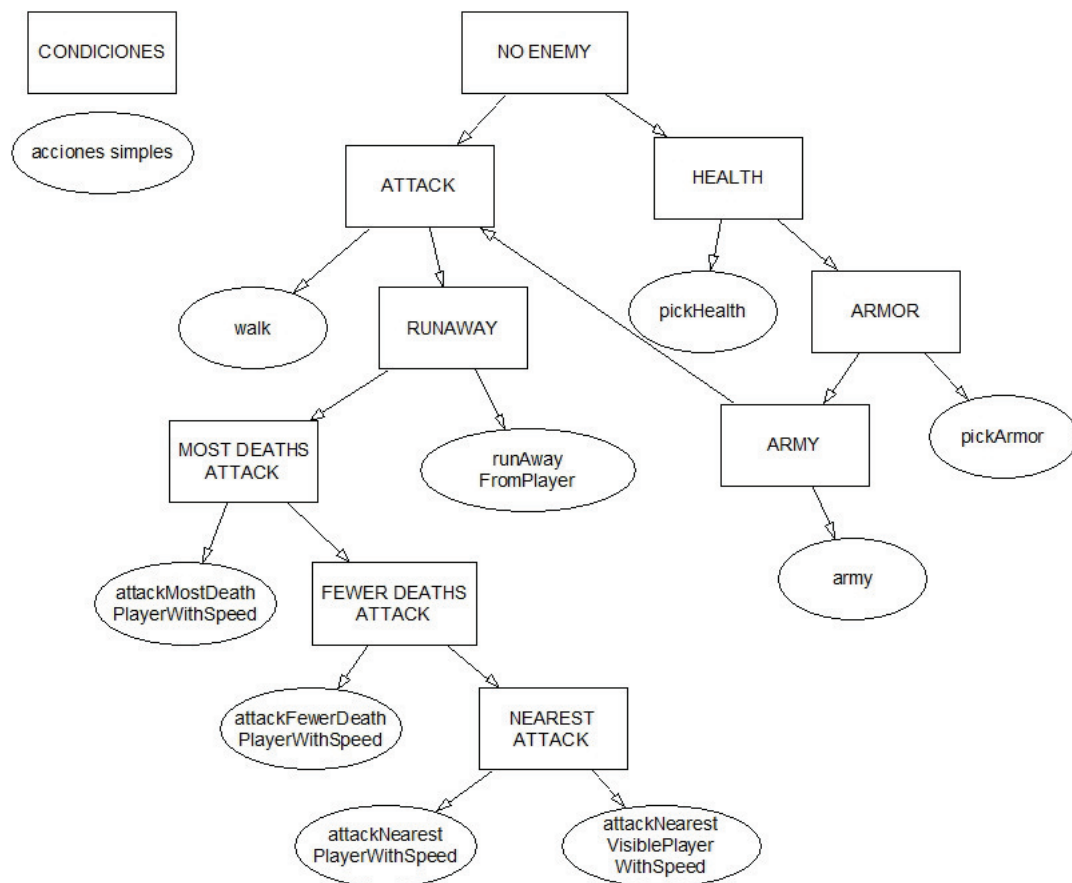 CONDICIONES
NO ENEMY
acciones simples
ATTACK
HEALTH
walk
RUNAWAY
pickHealth
ARMOR
MOST DEATHS
ATTACK
runAway
FromPlayer
ARMY
pickArmor
attackMostDeath
PlayerWithSpeed
FEWER DEATHS
ATTACK
army
attackFewerDeath
PlayerWithSpeed
NEAREST
ATTACK
attackNearest
PlayerWithSpeed
attackNearest
VisiblePlayer
WithSpeed